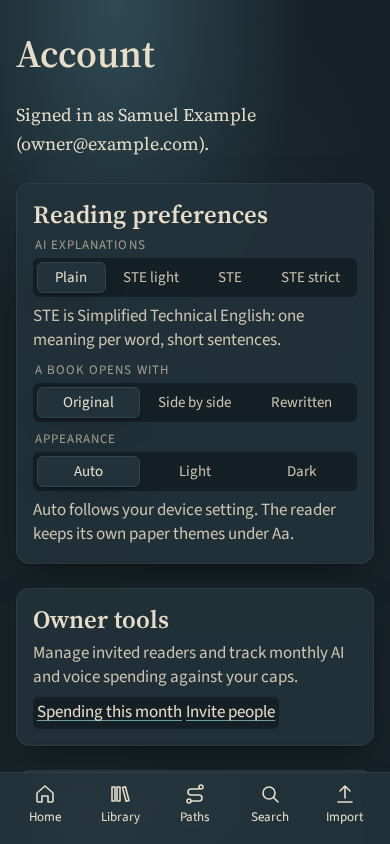 Account
Signed in as Samuel Example
(owner@example.com).
Reading preferences
AI EXPLANATIONS
Plain STE light STE STE strict
STE is Simplified Technical English: one
meaning per word, short sentences.
A BOOK OPENS WITH
Original Side by side Rewritten
APPEARANCE
Auto Light Dark
Auto follows your device setting. The reader
keeps its own paper themes under Aa.
Owner tools
Manage invited readers and track monthly AI
and voice spending against your caps.
Spending this month Invite people
Home Library Paths Search Import